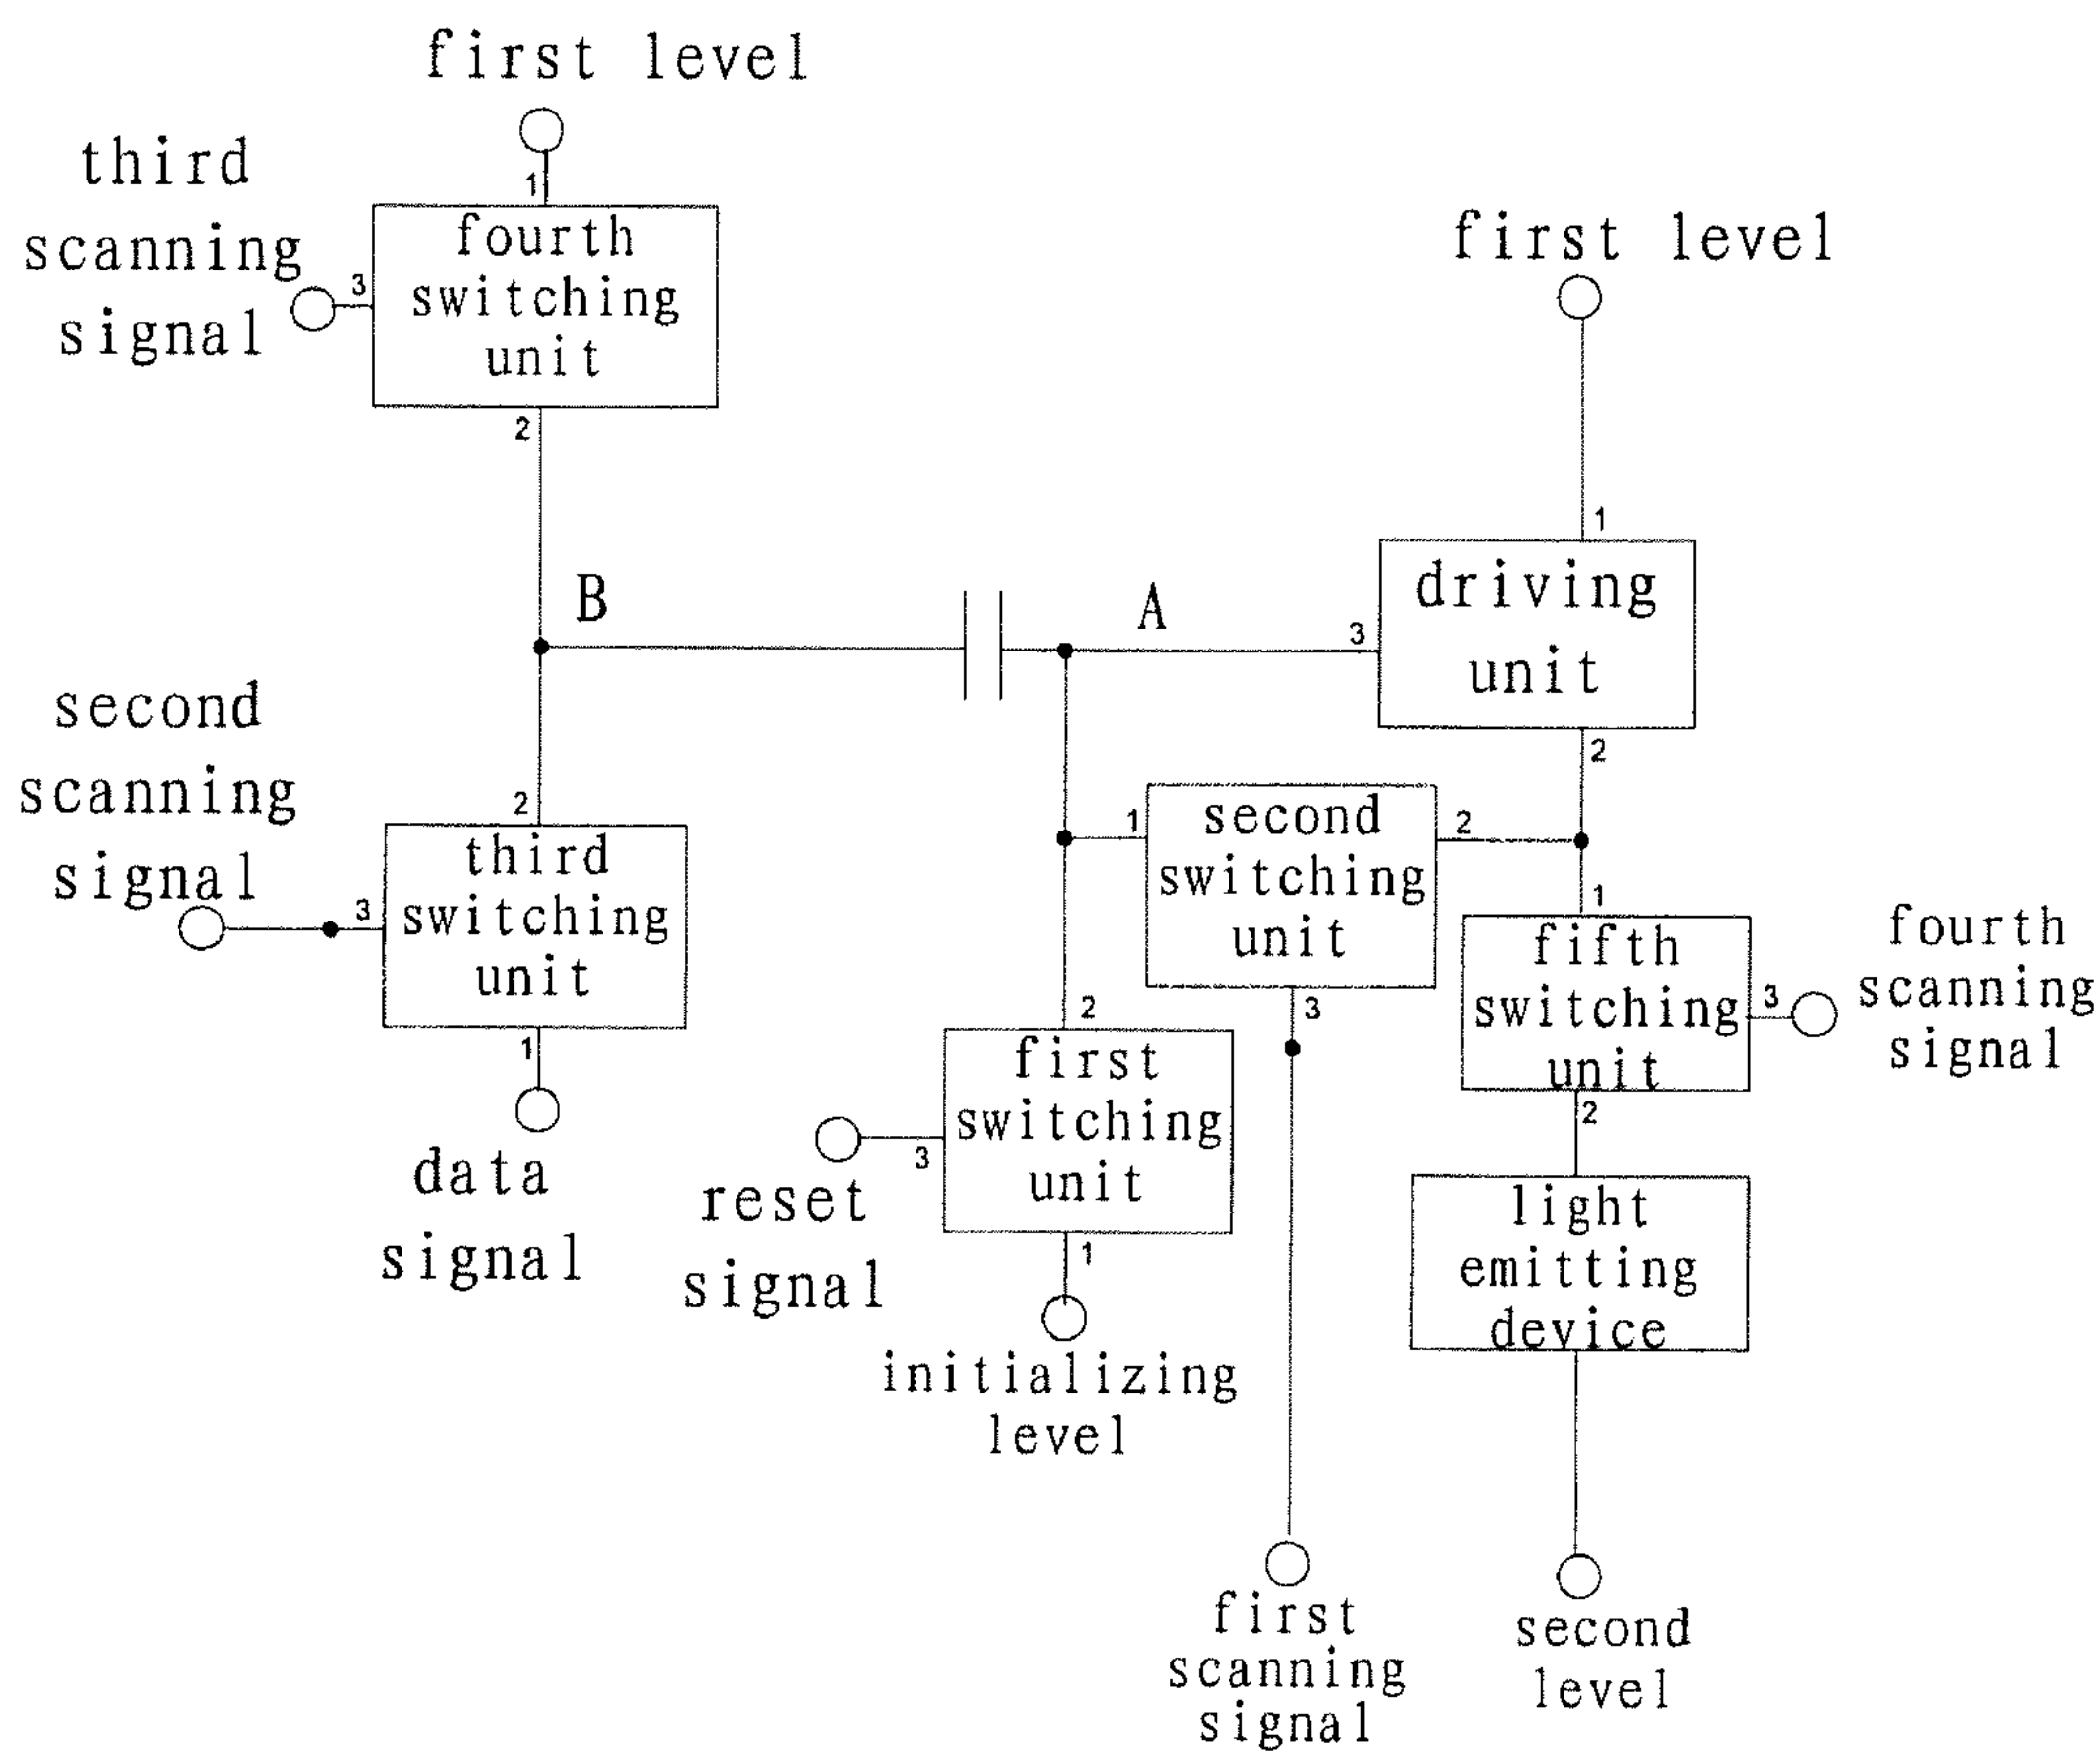 first level
1
third
scanning
signal
3
fourth
switching
unit
2
first level
1
B
A
3
driving
unit
2
second
scanning
signal
3
2
third
switching
unit
1
data
signal
1
second
switching
unit
2
3
1
fifth
switching
unit
3
fourth
scanning
signal
2
2
first
switching
unit
3
reset
signal
1
initializing
level
light
emitting
device
first
scanning
signal
second
level